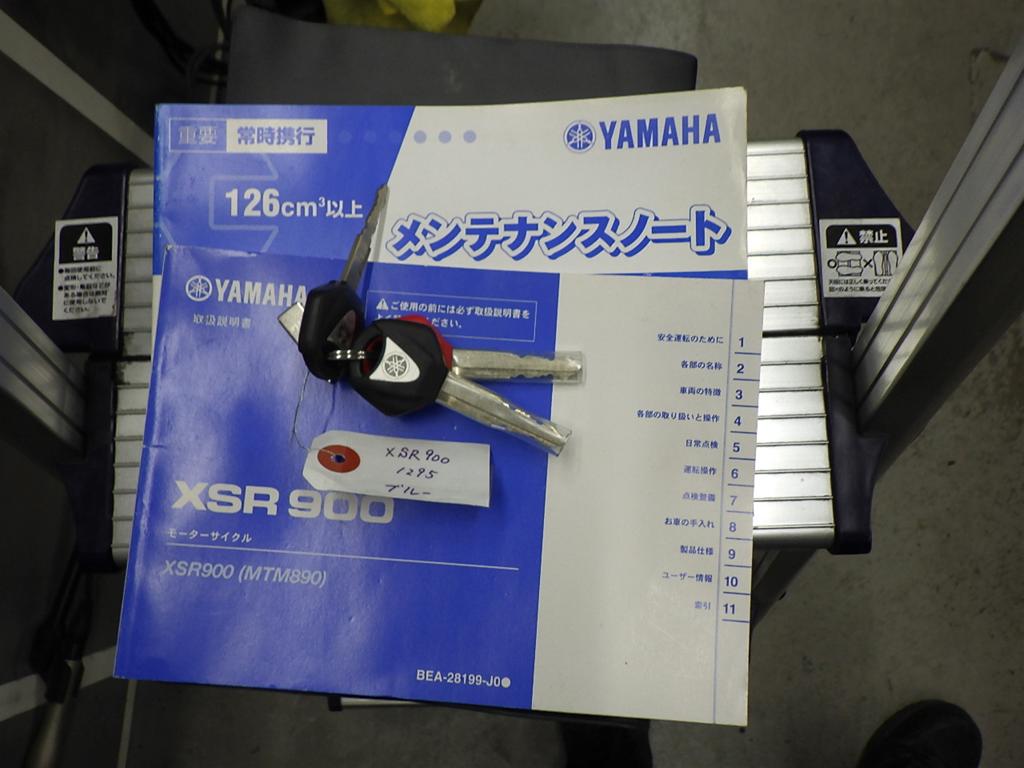 重要 常時携行
YAMAHA
126cm³以上
メンテナンスノート
警告
禁止
YAMAHA
取扱説明書
ご使用の前には必ず取扱説明書を
ください。
安全運転のために 1
各部の名称 2
車両の特徴 3
各部の取り扱いと操作 4
日常点検 5
運転操作 6
点検整備 7
お車の手入れ 8
製品仕様 9
ユーザー情報 10
索引 11
XSR900
1295
ブルー
XSR 900
モーターサイクル
XSR900 (MTM890)
BEA-28199-J0●